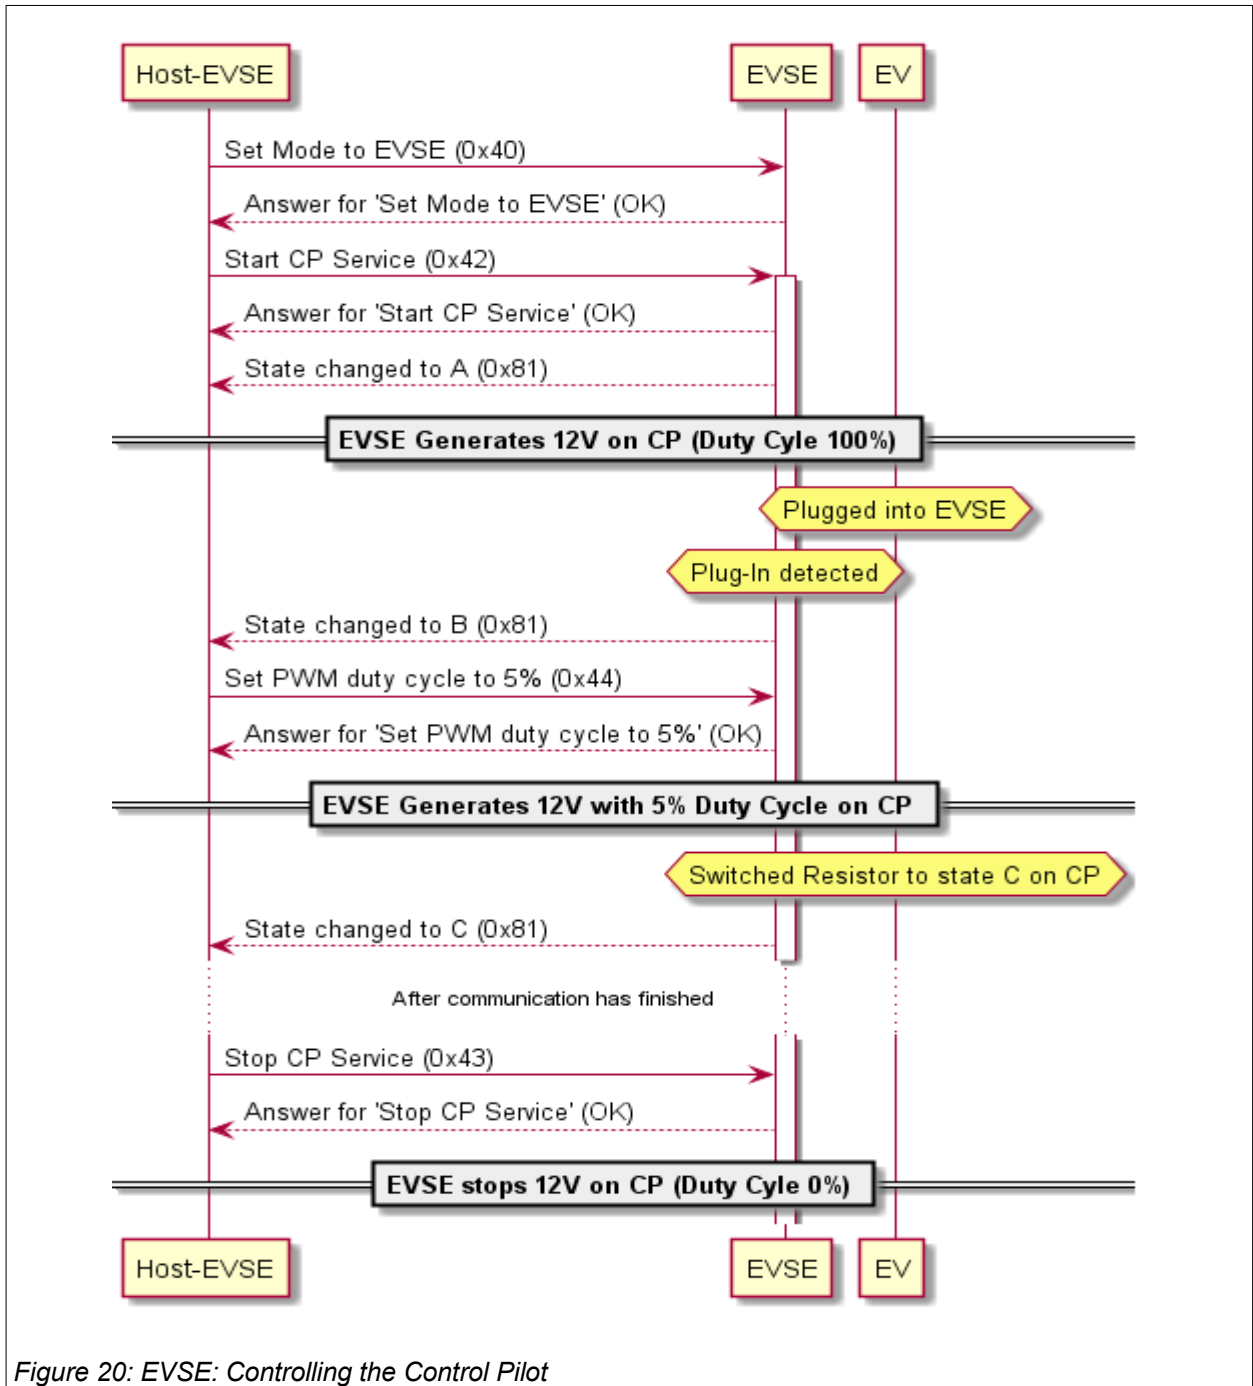 Host-EVSE
EVSE
EV
Set Mode to EVSE (0x40)
Answer for 'Set Mode to EVSE' (OK)
Start CP Service (0x42)
Answer for 'Start CP Service' (OK)
State changed to A (0x81)
EVSE Generates 12V on CP (Duty Cyle 100%)
Plugged into EVSE
Plug-In detected
State changed to B (0x81)
Set PWM duty cycle to 5% (0x44)
Answer for 'Set PWM duty cycle to 5%' (OK)
EVSE Generates 12V with 5% Duty Cycle on CP
Switched Resistor to state C on CP
State changed to C (0x81)
After communication has finished
Stop CP Service (0x43)
Answer for 'Stop CP Service' (OK)
EVSE stops 12V on CP (Duty Cyle 0%)
Host-EVSE
EVSE
EV
Figure 20: EVSE: Controlling the Control Pilot